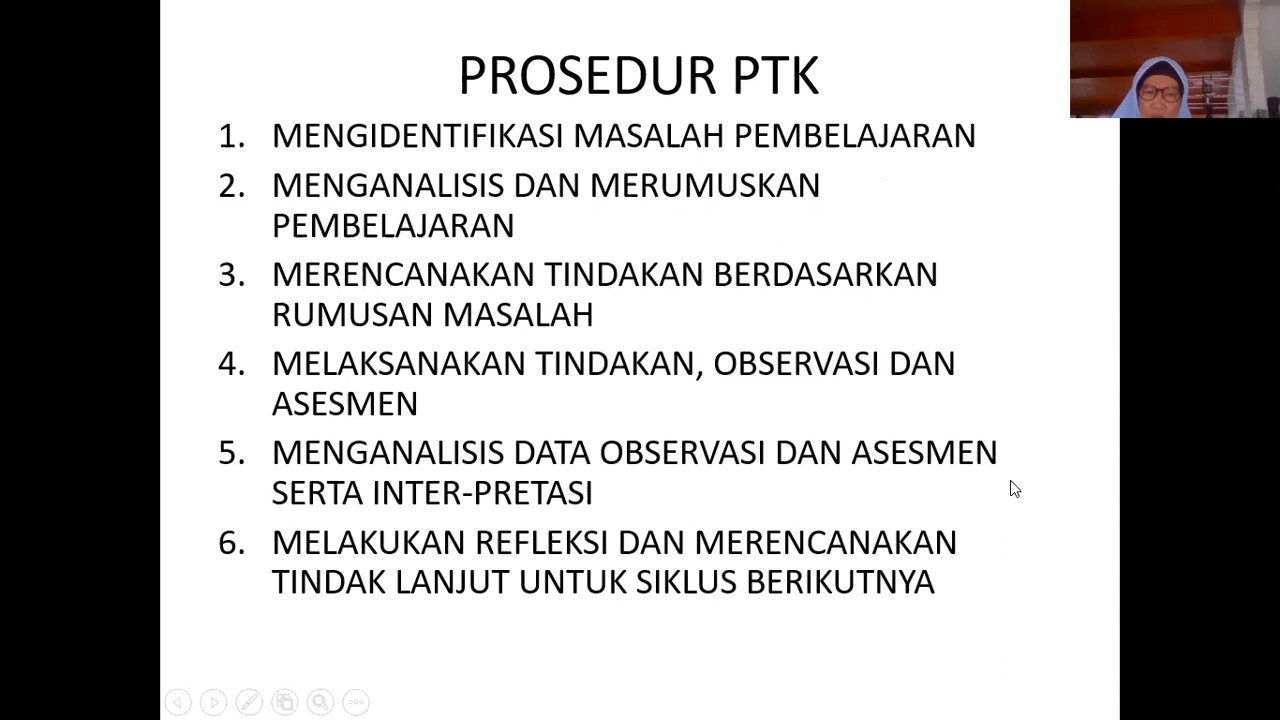 PROSEDUR PTK
1. MENGIDENTIFIKASI MASALAH PEMBELAJARAN
2. MENGANALISIS DAN MERUMUSKAN
PEMBELAJARAN
3. MERENCANAKAN TINDAKAN BERDASARKAN
RUMUSAN MASALAH
4. MELAKSANAKAN TINDAKAN, OBSERVASI DAN
ASESMEN
5. MENGANALISIS DATA OBSERVASI DAN ASESMEN
SERTA INTER-PRETASI
6. MELAKUKAN REFLEKSI DAN MERENCANAKAN
TINDAK LANJUT UNTUK SIKLUS BERIKUTNYA